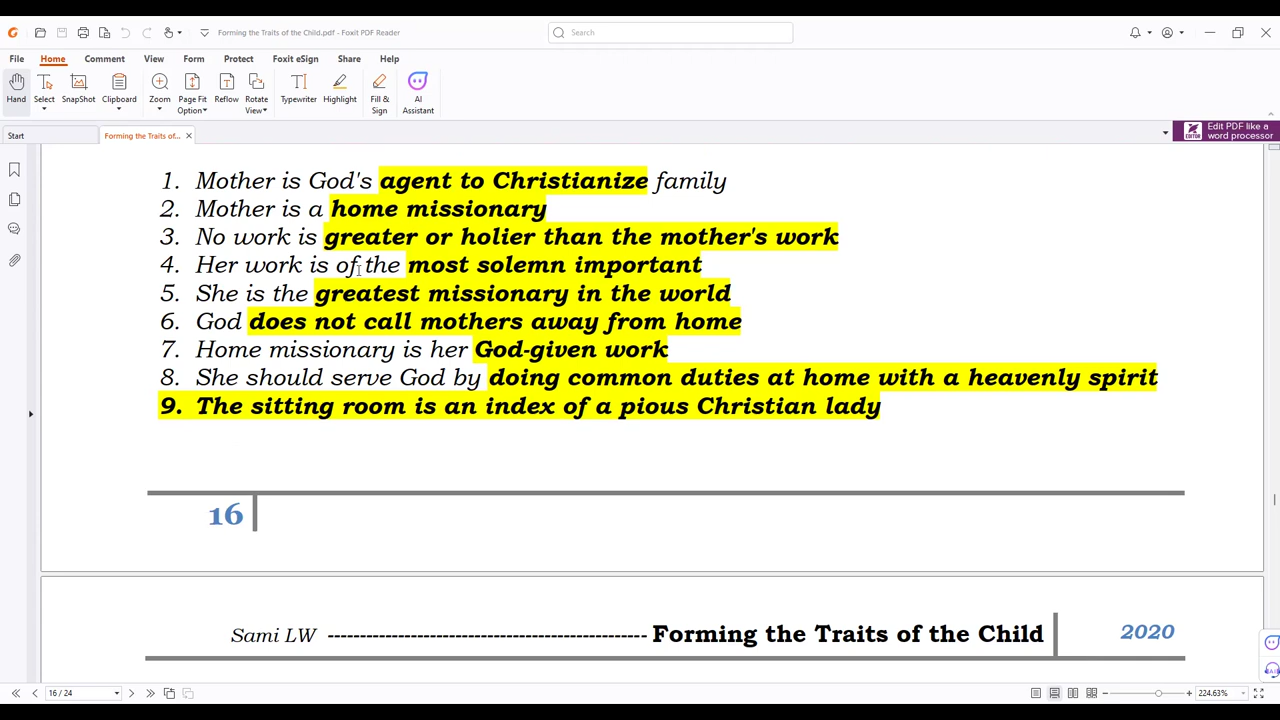 Forming the Traits of the Child.pdf - Foxit PDF Reader
Search
File Home Comment View Form Protect Foxit eSign Share Help
Hand Select SnapShot Clipboard Zoom Page Fit Option Reflow Rotate View Typewriter Highlight Fill & Sign AI Assistant
Start Forming the Traits of... Edit PDF like a word processor
1. Mother is God's agent to Christianize family
2. Mother is a home missionary
3. No work is greater or holier than the mother's work
4. Her work is of the most solemn important
5. She is the greatest missionary in the world
6. God does not call mothers away from home
7. Home missionary is her God-given work
8. She should serve God by doing common duties at home with a heavenly spirit
9. The sitting room is an index of a pious Christian lady
16
Sami LW ------------------------------------------------- Forming the Traits of the Child 2020
16 / 24 224.63%